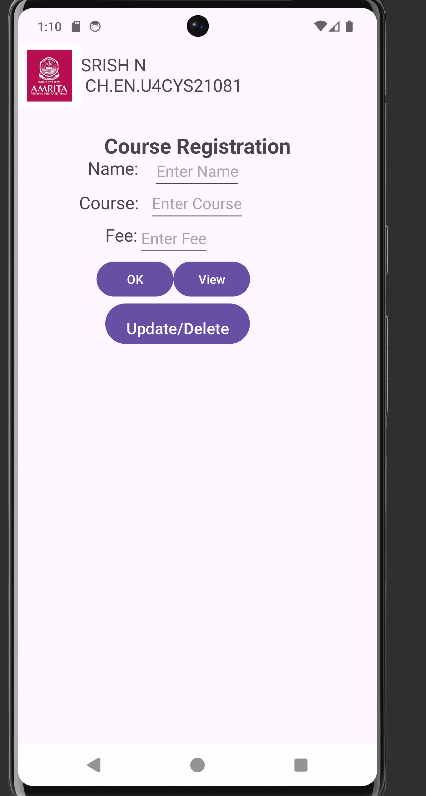 1:10
AMRITA
SRISH N
CH.EN.U4CYS21081
Course Registration
Name: Enter Name
Course: Enter Course
Fee: Enter Fee
OK View
Update/Delete